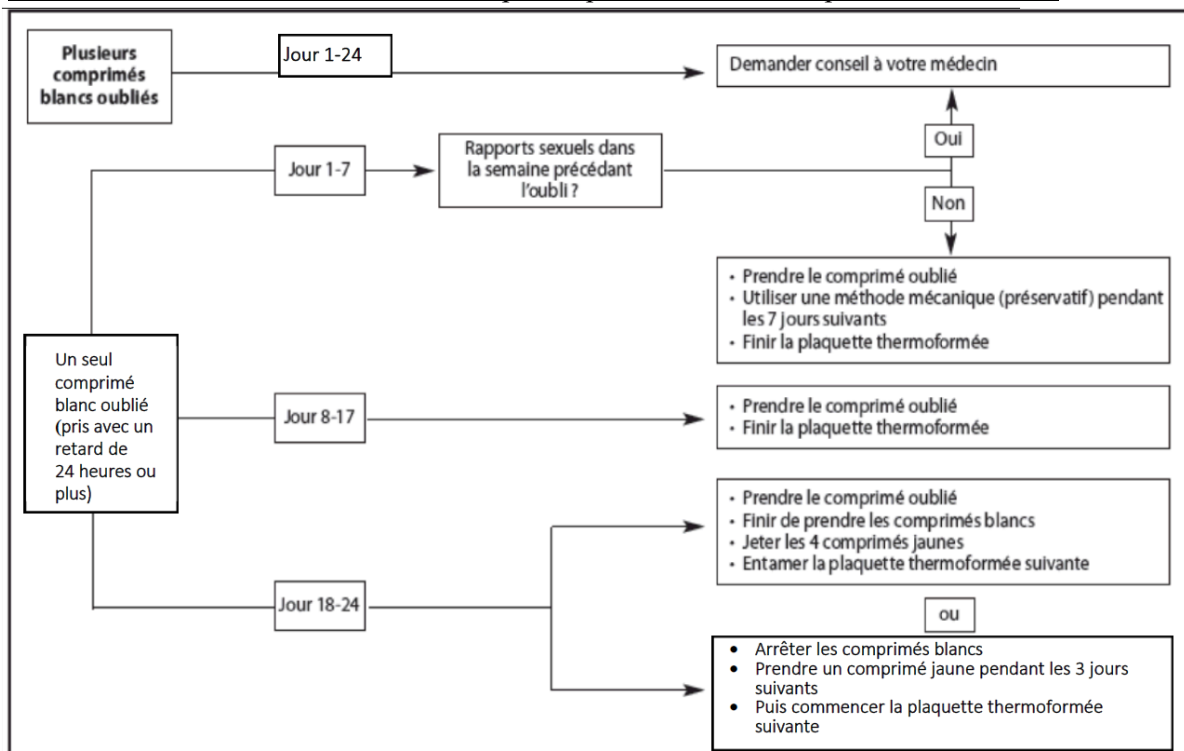 Plusieurs
comprimés
blancs oubliés
Jour 1-24
Demander conseil à votre médecin
Oui
Jour 1-7
Rapports sexuels dans
la semaine précédant
l'oubli ?
Non
• Prendre le comprimé oublié
• Utiliser une méthode mécanique (préservatif) pendant
les 7 jours suivants
• Finir la plaquette thermoformée
Un seul
comprimé
blanc oublié
(pris avec un
retard de
24 heures ou
plus)
Jour 8-17
• Prendre le comprimé oublié
• Finir la plaquette thermoformée
Jour 18-24
• Prendre le comprimé oublié
• Finir de prendre les comprimés blancs
• Jeter les 4 comprimés jaunes
• Entamer la plaquette thermoformée suivante
ou
• Arrêter les comprimés blancs
• Prendre un comprimé jaune pendant les 3 jours
suivants
• Puis commencer la plaquette thermoformée
suivante